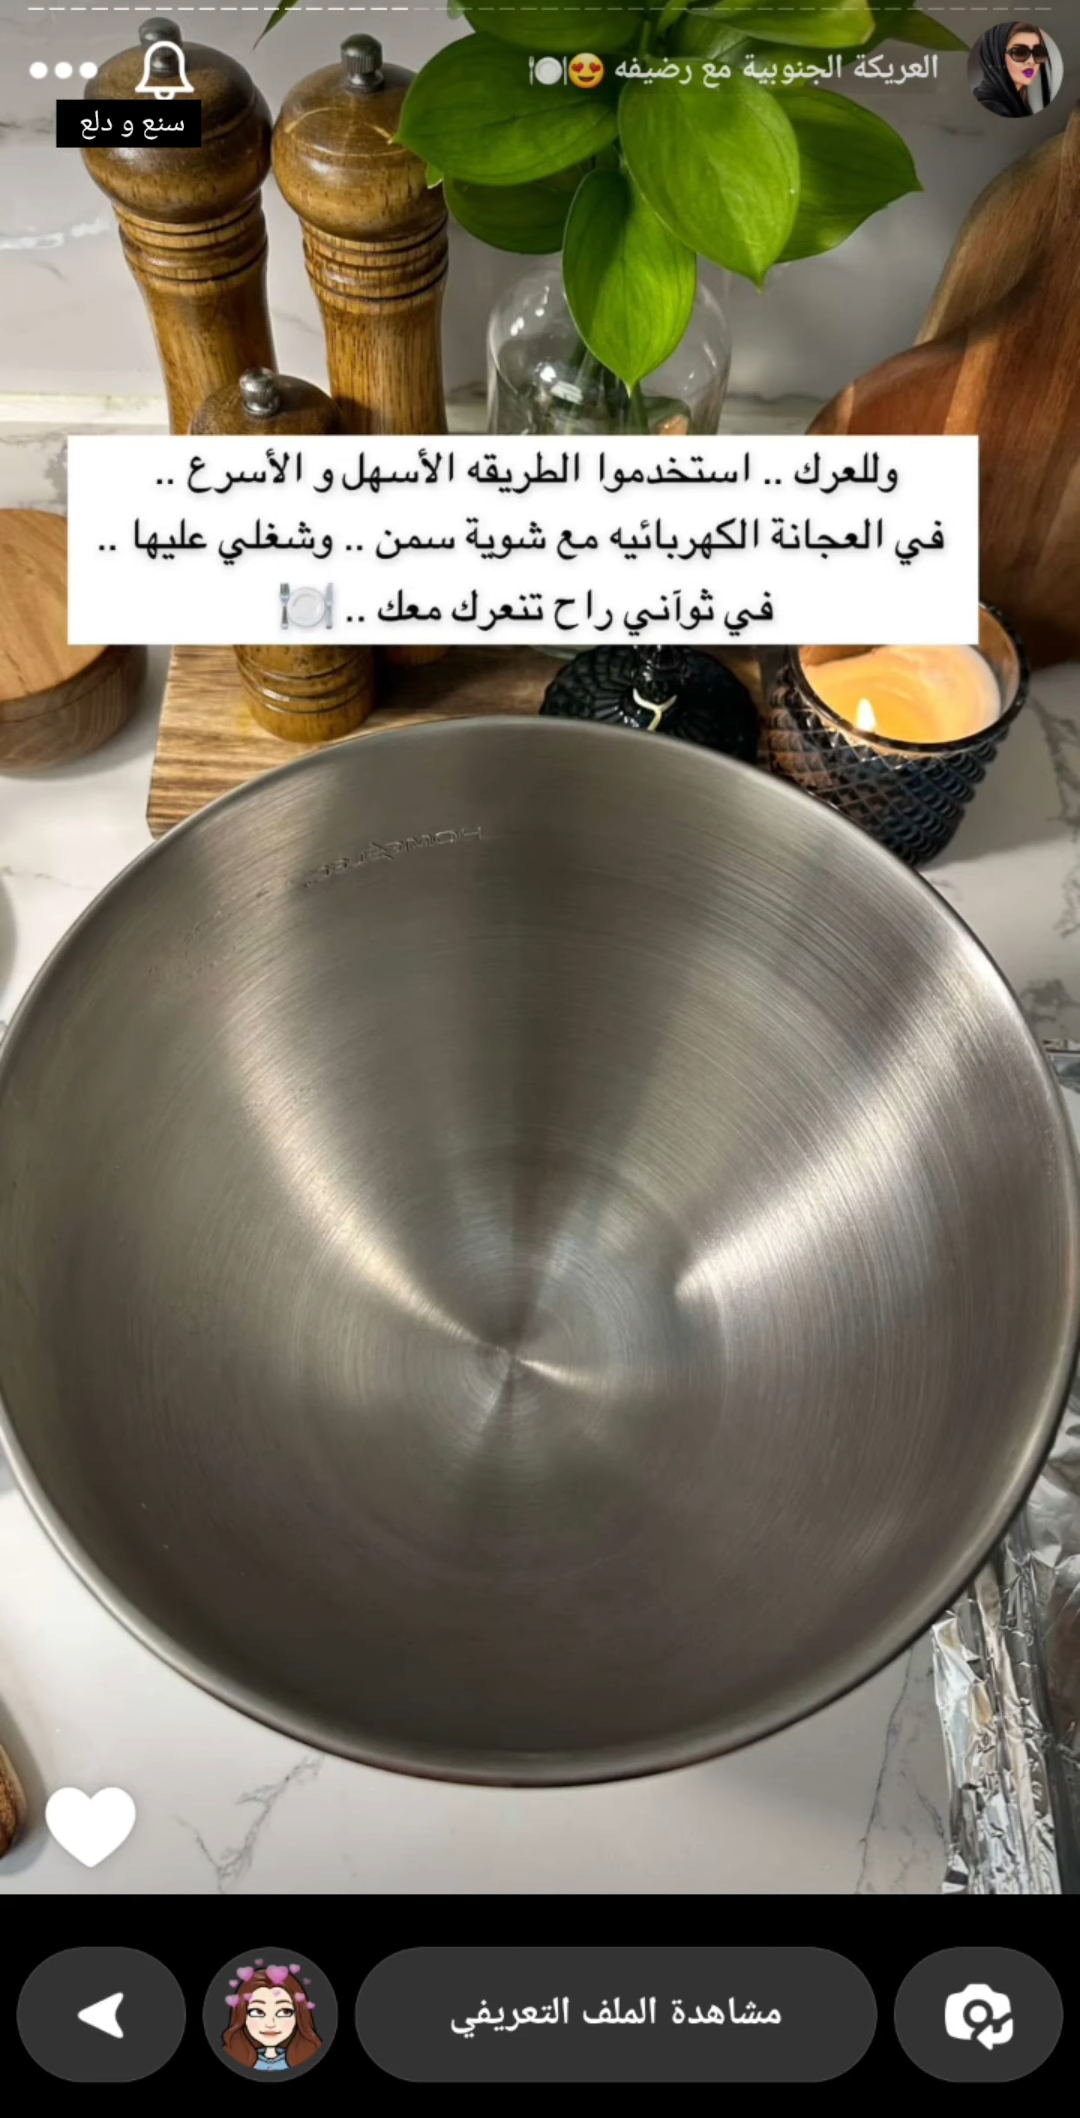 العريكة الجنوبية مع رضيفه 😍🍽
سنع و دلع
وللعرك .. استخدموا الطريقه الأسهل و الأسرع ..
في العجانة الكهربائيه مع شوية سمن .. وشغلي عليها ..
في ثوآني راح تنعرك معك .. 🍽
مشاهدة الملف التعريفي